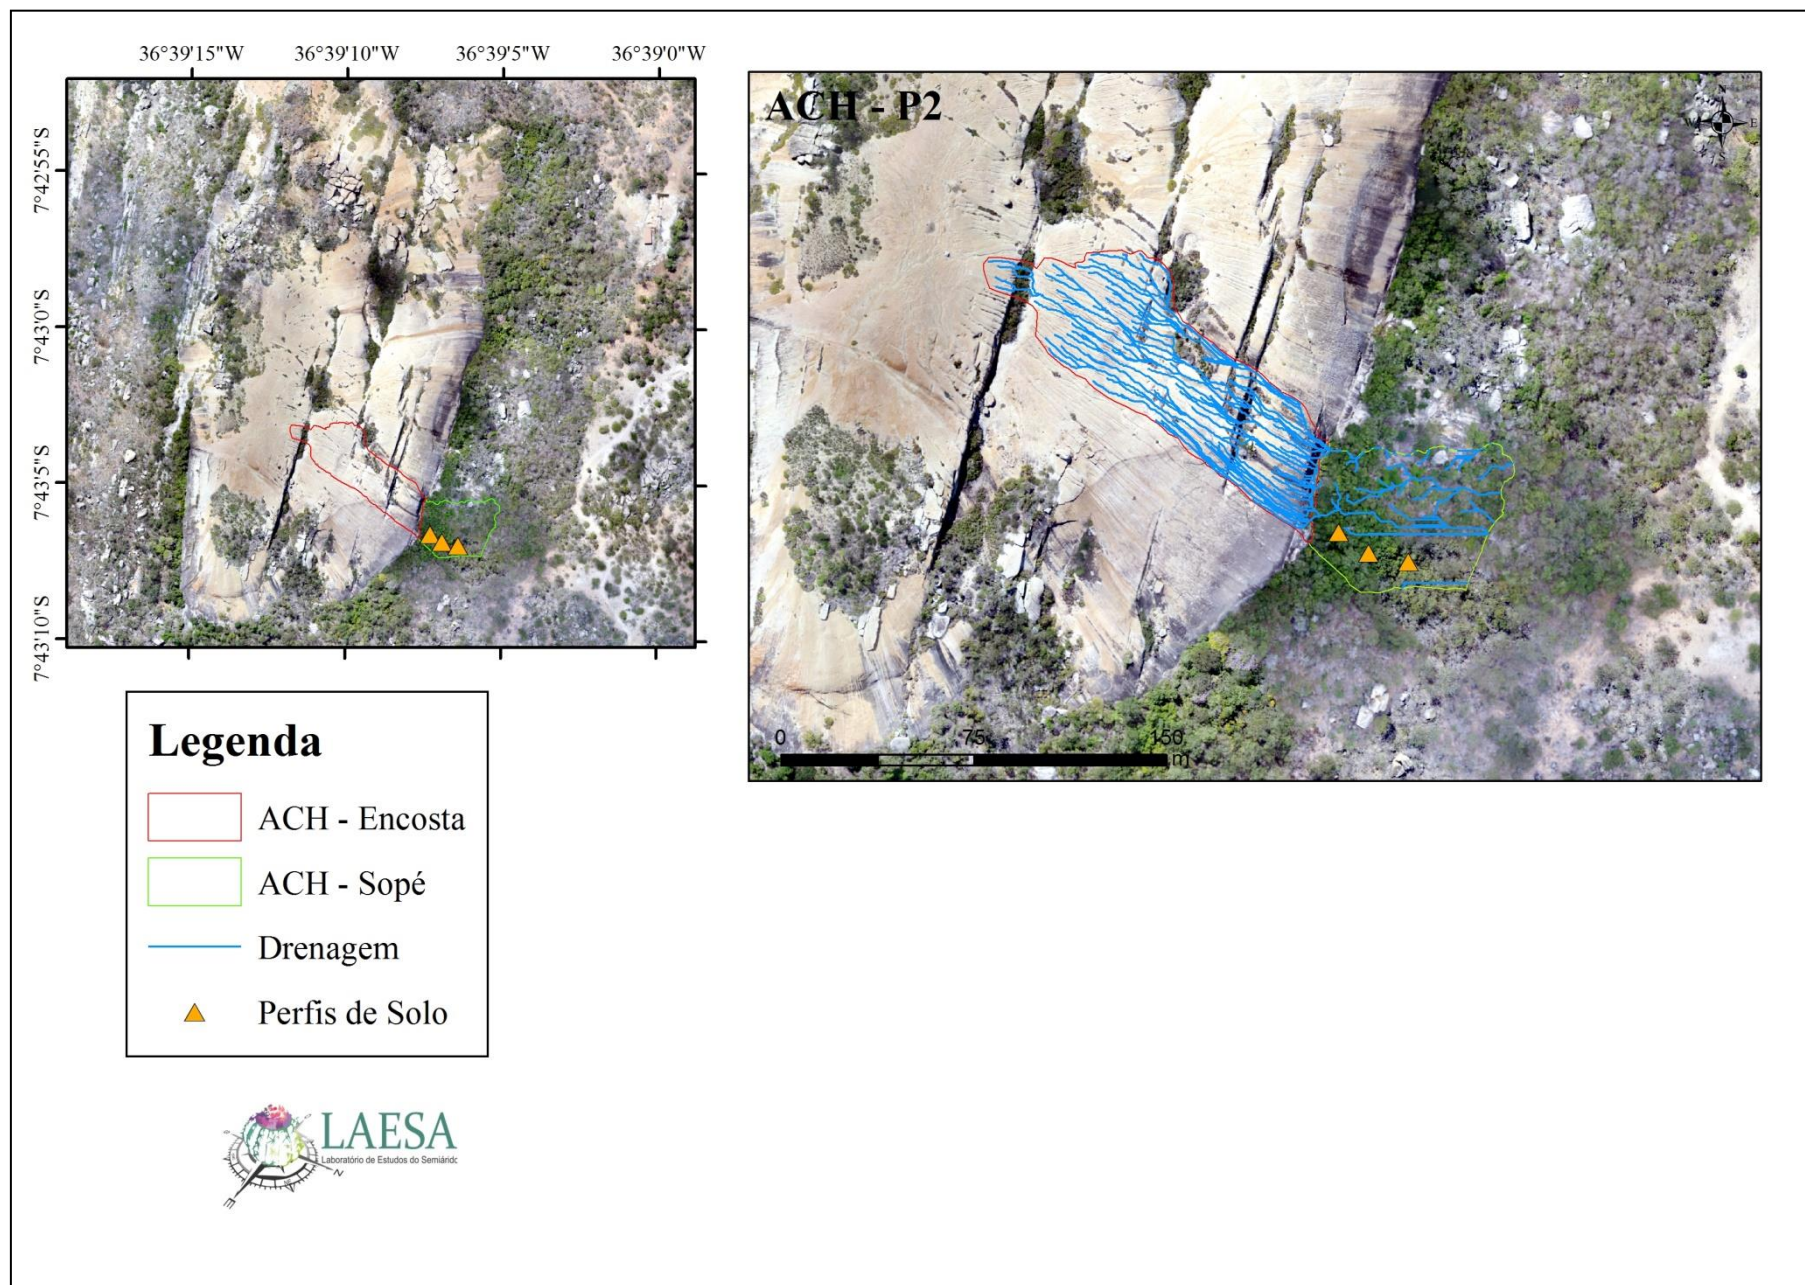 36°39'15"W 36°39'10"W 36°39'5"W 36°39'0"W
7°42'55"S
7°43'0"S
7°43'5"S
7°43'10"S
ACH - P2
N
W E
S
0 75 150
m
Legenda
ACH - Encosta
ACH - Sopé
Drenagem
Perfis de Solo
LAESA
Laboratório de Estudos do Semiárido
N
E